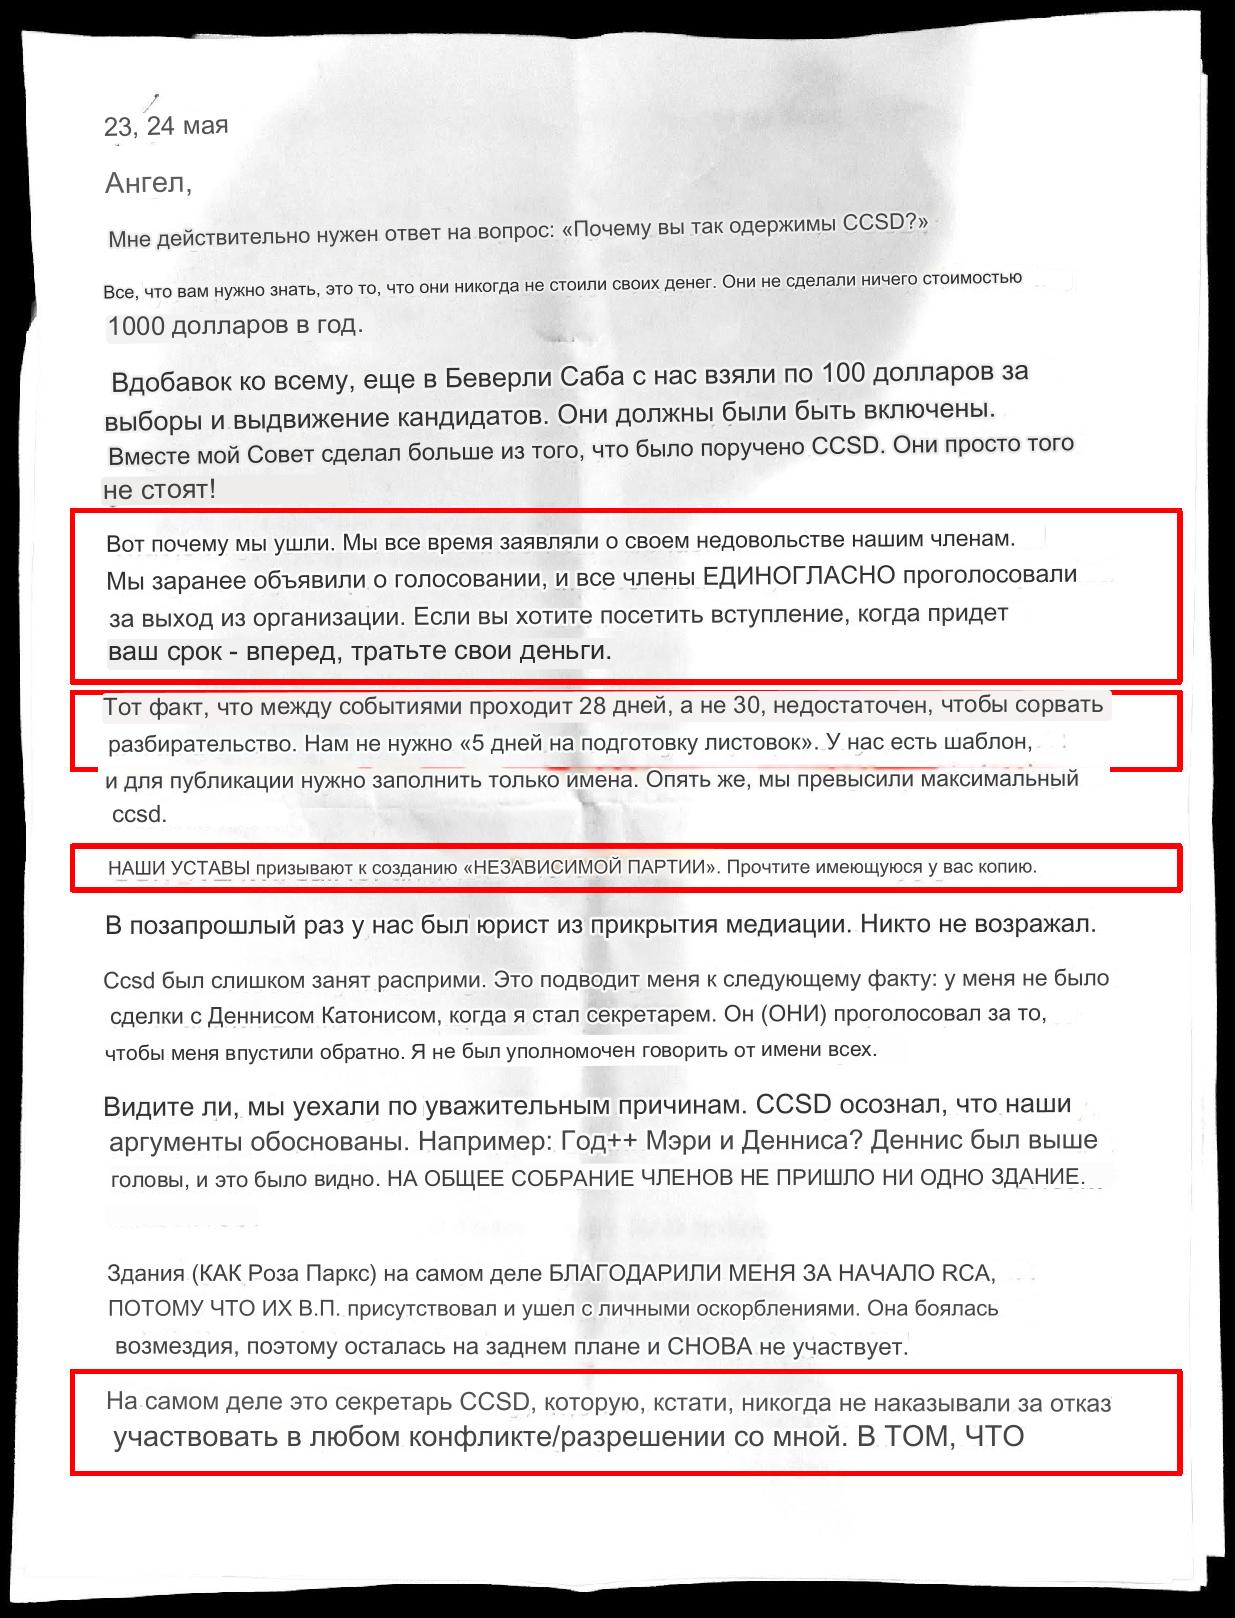 23, 24 мая
Ангел,
Мне действительно нужен ответ на вопрос: «Почему вы так одержимы CCSD?»
Все, что вам нужно знать, это то, что они никогда не стоили своих денег. Они не сделали ничего стоимостью
1000 долларов в год.
Вдобавок ко всему, еще в Беверли Саба с нас взяли по 100 долларов за
выборы и выдвижение кандидатов. Они должны были быть включены.
Вместе мой Совет сделал больше из того, что было поручено CCSD. Они просто того
не стоят!
Вот почему мы ушли. Мы все время заявляли о своем недовольстве нашим членам.
Мы заранее объявили о голосовании, и все члены ЕДИНОГЛАСНО проголосовали
за выход из организации. Если вы хотите посетить вступление, когда придет
ваш срок - вперед, тратьте свои деньги.
Тот факт, что между событиями проходит 28 дней, а не 30, недостаточен, чтобы сорвать
разбирательство. Нам не нужно «5 дней на подготовку листовок». У нас есть шаблон,
и для публикации нужно заполнить только имена. Опять же, мы превысили максимальный
ccsd.
НАШИ УСТАВЫ призывают к созданию «НЕЗАВИСИМОЙ ПАРТИИ». Прочтите имеющуюся у вас копию.
В позапрошлый раз у нас был юрист из прикрытия медиации. Никто не возражал.
Ccsd был слишком занят расприми. Это подводит меня к следующему факту: у меня не было
сделки с Деннисом Катонисом, когда я стал секретарем. Он (ОНИ) проголосовал за то,
чтобы меня впустили обратно. Я не был уполномочен говорить от имени всех.
Видите ли, мы уехали по уважительным причинам. CCSD осознал, что наши
аргументы обоснованы. Например: Год++ Мэри и Денниса? Деннис был выше
головы, и это было видно. НА ОБЩЕЕ СОБРАНИЕ ЧЛЕНОВ НЕ ПРИШЛО НИ ОДНО ЗДАНИЕ.
Здания (КАК Роза Паркс) на самом деле БЛАГОДАРИЛИ МЕНЯ ЗА НАЧАЛО RCA,
ПОТОМУ ЧТО ИХ В.П. присутствовал и ушел с личными оскорблениями. Она боялась
возмездия, поэтому осталась на заднем плане и СНОВА не участвует.
На самом деле это секретарь CCSD, которую, кстати, никогда не наказывали за отказ
участвовать в любом конфликте/разрешении со мной. В ТОМ, ЧТО